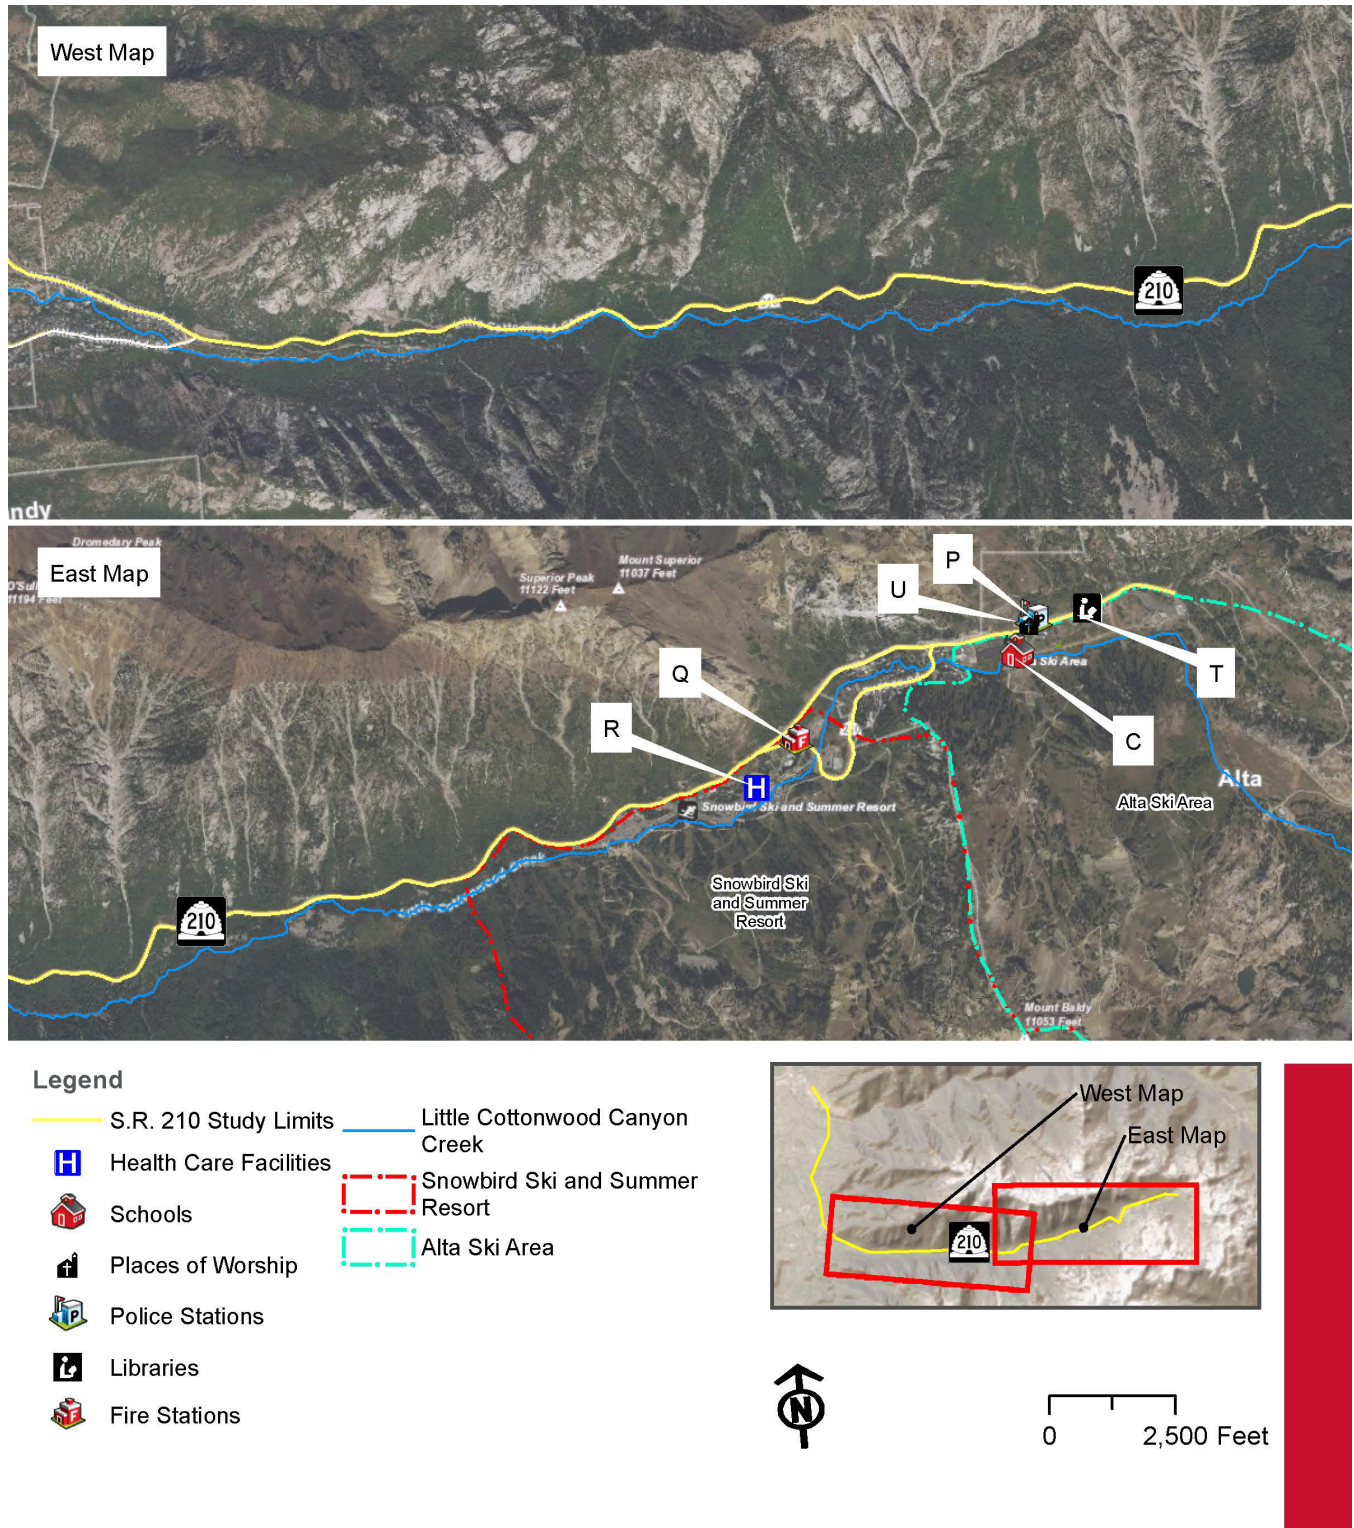 West Map
210
ndy
East Map
Dromedary Peak
11194 Feet
Superior Peak
11122 Feet
Mount Superior
11037 Feet
P
U
Q
R
T
C
Ski Area
Alta
Alta Ski Area
Snowbird Ski and Summer Resort
Snowbird Ski
and Summer
Resort
210
Mount Baldy
11053 Feet
Legend
S.R. 210 Study Limits
Health Care Facilities
Schools
Places of Worship
Police Stations
Libraries
Fire Stations
Little Cottonwood Canyon
Creek
Snowbird Ski and Summer
Resort
Alta Ski Area
West Map
East Map
210
N
0 2,500 Feet